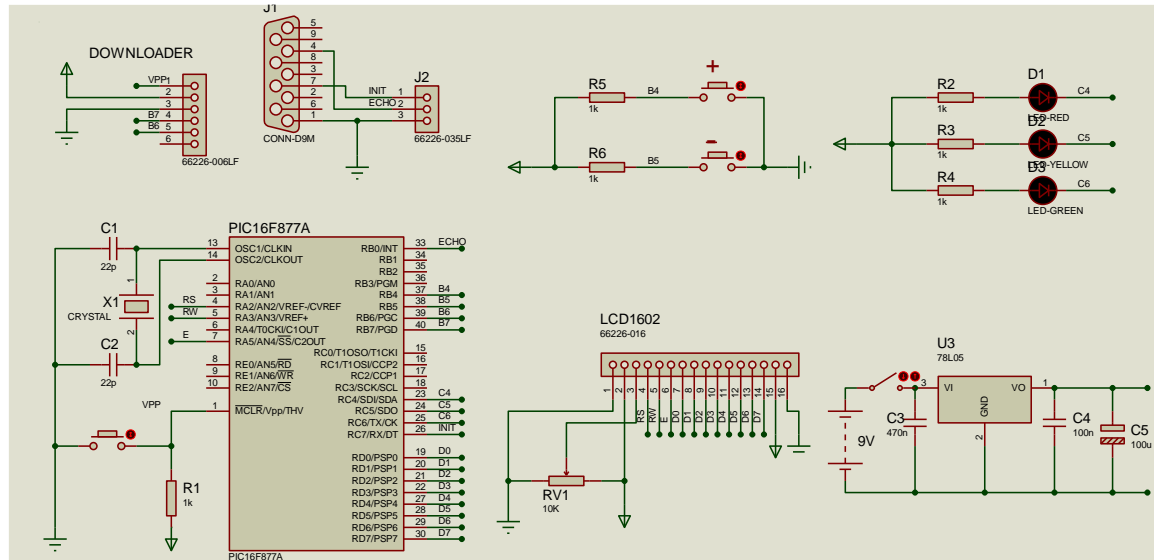 DOWNLOADER
VPP 1
2
3
B7 4
B6 5
6
66226-006LF
J1
5
9
4
8
3
7
2
6
1
CONN-D9M
INIT
ECHO
J2
1
2
3
66226-035LF
R5
1k
B4
+
R6
1k
B5
-
R2
1k
D1
C4
LED-RED
R3
1k
D2
C5
LED-YELLOW
R4
1k
D3
C6
LED-GREEN
C1
22p
X1
CRYSTAL
1
2
C2
22p
RS
RW
E
VPP
R1
1k
PIC16F877A
13 OSC1/CLKIN
14 OSC2/CLKOUT
2 RA0/AN0
3 RA1/AN1
4 RA2/AN2/VREF-/CVREF
5 RA3/AN3/VREF+
6 RA4/T0CKI/C1OUT
7 RA5/AN4/SS/C2OUT
8 RE0/AN5/RD
9 RE1/AN6/WR
10 RE2/AN7/CS
1 MCLR/Vpp/THV
RB0/INT 33 ECHO
RB1 34
RB2 35
RB3/PGM 36
RB4 37 B4
RB5 38 B5
RB6/PGC 39 B6
RB7/PGD 40 B7
RC0/T1OSO/T1CKI 15
RC1/T1OSI/CCP2 16
RC2/CCP1 17
RC3/SCK/SCL 18
RC4/SDI/SDA 23 C4
RC5/SDO 24 C5
RC6/TX/CK 25 C6
RC7/RX/DT 26 INIT
RD0/PSP0 19 D0
RD1/PSP1 20 D1
RD2/PSP2 21 D2
RD3/PSP3 22 D3
RD4/PSP4 27 D4
RD5/PSP5 28 D5
RD6/PSP6 29 D6
RD7/PSP7 30 D7
PIC16F877A
LCD1602
66226-016
1 2 3 4 5 6 7 8 9 10 11 12 13 14 15 16
RS RW E D0 D1 D2 D3 D4 D5 D6 D7
RV1
10K
U3
78L05
3 VI VO 1
GND
2
9V
C3
470n
C4
100n
C5
100u